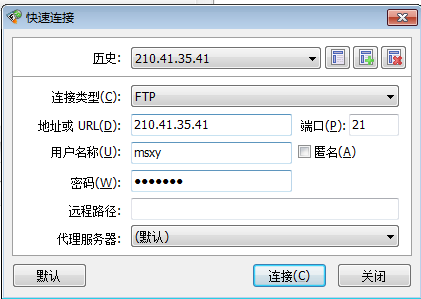 快速连接
历史: 210.41.35.41
连接类型(C): FTP
地址或 URL(D): 210.41.35.41 端口(P): 21
用户名称(U): msxy 匿名(A)
密码(W): •••••••
远程路径:
代理服务器: (默认)
默认 连接(C) 关闭